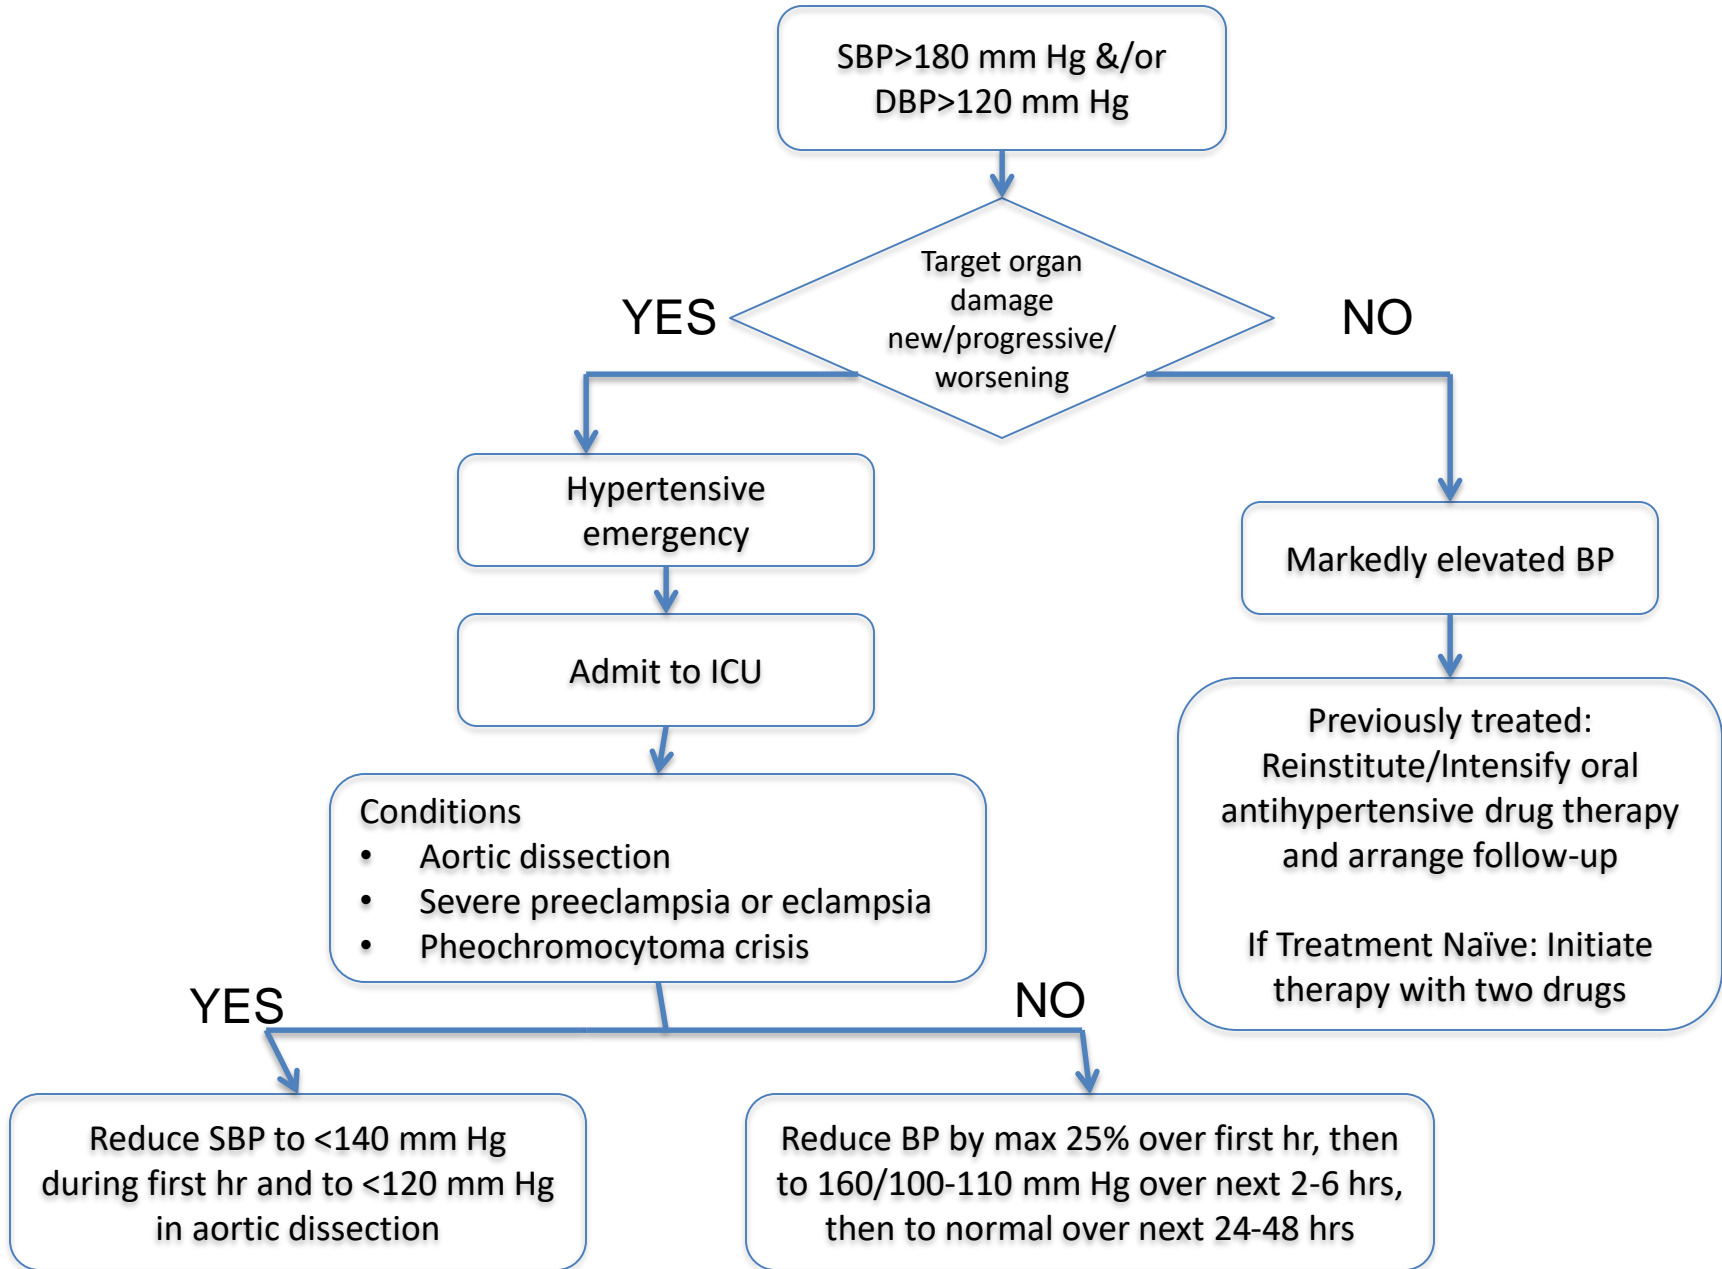 SBP>180 mm Hg &/or
DBP>120 mm Hg
Target organ
damage
new/progressive/
worsening
YES
NO
Hypertensive
emergency
Markedly elevated BP
Admit to ICU
Previously treated:
Reinstitute/Intensify oral
antihypertensive drug therapy
and arrange follow-up
If Treatment Naïve: Initiate
therapy with two drugs
Conditions
• Aortic dissection
• Severe preeclampsia or eclampsia
• Pheochromocytoma crisis
YES
NO
Reduce SBP to <140 mm Hg
during first hr and to <120 mm Hg
in aortic dissection
Reduce BP by max 25% over first hr, then
to 160/100-110 mm Hg over next 2-6 hrs,
then to normal over next 24-48 hrs